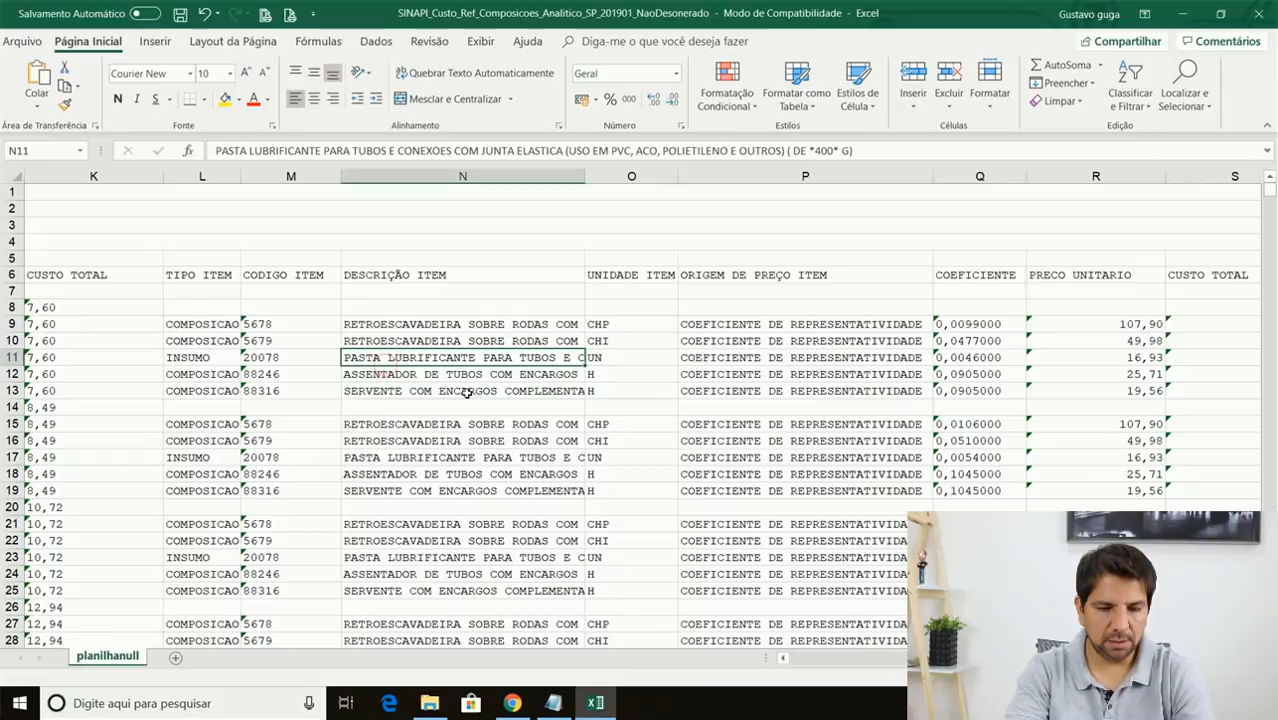 Salvamento Automático
SINAPI_Custo_Ref_Composicoes_Analitico_SP_201901_NaoDesonerado - Modo de Compatibilidade - Excel
Gustavo guga
Arquivo Página Inicial Inserir Layout da Página Fórmulas Dados Revisão Exibir Ajuda Diga-me o que você deseja fazer Compartilhar Comentários
Colar
Courier New 10
Quebrar Texto Automaticamente
Geral
Formatação Condicional
Formatar como Tabela
Estilos de Célula
Inserir Excluir Formatar
AutoSoma
Preencher
Limpar
Classificar e Filtrar
Localizar e Selecionar
N S A
Mesclar e Centralizar
% 000
Área de Transferência Fonte Alinhamento Número Estilos Células Edição
N11 fx PASTA LUBRIFICANTE PARA TUBOS E CONEXOES COM JUNTA ELASTICA (USO EM PVC, ACO, POLIETILENO E OUTROS) ( DE *400* G)
K L M N O P Q R S
1
2
3
4
5
6 CUSTO TOTAL TIPO ITEM CODIGO ITEM DESCRIÇÃO ITEM UNIDADE ITEM ORIGEM DE PREÇO ITEM COEFICIENTE PRECO UNITARIO CUSTO TOTAL
7
8 7,60
9 7,60 COMPOSICAO 5678 RETROESCAVADEIRA SOBRE RODAS COM CHP COEFICIENTE DE REPRESENTATIVIDADE 0,0099000 107,90
10 7,60 COMPOSICAO 5679 RETROESCAVADEIRA SOBRE RODAS COM CHI COEFICIENTE DE REPRESENTATIVIDADE 0,0477000 49,98
11 7,60 INSUMO 20078 PASTA LUBRIFICANTE PARA TUBOS E C UN COEFICIENTE DE REPRESENTATIVIDADE 0,0046000 16,93
12 7,60 COMPOSICAO 88246 ASSENTADOR DE TUBOS COM ENCARGOS H COEFICIENTE DE REPRESENTATIVIDADE 0,0905000 25,71
13 7,60 COMPOSICAO 88316 SERVENTE COM ENCARGOS COMPLEMENTA H COEFICIENTE DE REPRESENTATIVIDADE 0,0905000 19,56
14 8,49
15 8,49 COMPOSICAO 5678 RETROESCAVADEIRA SOBRE RODAS COM CHP COEFICIENTE DE REPRESENTATIVIDADE 0,0106000 107,90
16 8,49 COMPOSICAO 5679 RETROESCAVADEIRA SOBRE RODAS COM CHI COEFICIENTE DE REPRESENTATIVIDADE 0,0510000 49,98
17 8,49 INSUMO 20078 PASTA LUBRIFICANTE PARA TUBOS E C UN COEFICIENTE DE REPRESENTATIVIDADE 0,0054000 16,93
18 8,49 COMPOSICAO 88246 ASSENTADOR DE TUBOS COM ENCARGOS H COEFICIENTE DE REPRESENTATIVIDADE 0,1045000 25,71
19 8,49 COMPOSICAO 88316 SERVENTE COM ENCARGOS COMPLEMENTA H COEFICIENTE DE REPRESENTATIVIDADE 0,1045000 19,56
20 10,72
21 10,72 COMPOSICAO 5678 RETROESCAVADEIRA SOBRE RODAS COM CHP COEFICIENTE DE REPRESENTATIVIDA
22 10,72 COMPOSICAO 5679 RETROESCAVADEIRA SOBRE RODAS COM CHI COEFICIENTE DE REPRESENTATIVIDA
23 10,72 INSUMO 20078 PASTA LUBRIFICANTE PARA TUBOS E C UN COEFICIENTE DE REPRESENTATIVIDA
24 10,72 COMPOSICAO 88246 ASSENTADOR DE TUBOS COM ENCARGOS H COEFICIENTE DE REPRESENTATIVIDA
25 10,72 COMPOSICAO 88316 SERVENTE COM ENCARGOS COMPLEMENTA H COEFICIENTE DE REPRESENTATIVIDA
26 12,94
27 12,94 COMPOSICAO 5678 RETROESCAVADEIRA SOBRE RODAS COM CHP COEFICIENTE DE REPRESENTATIVIDA
28 12,94 COMPOSICAO 5679 RETROESCAVADEIRA SOBRE RODAS COM CHI COEFICIENTE DE REPRESENTATIVIDA
planilhanull
Digite aqui para pesquisar